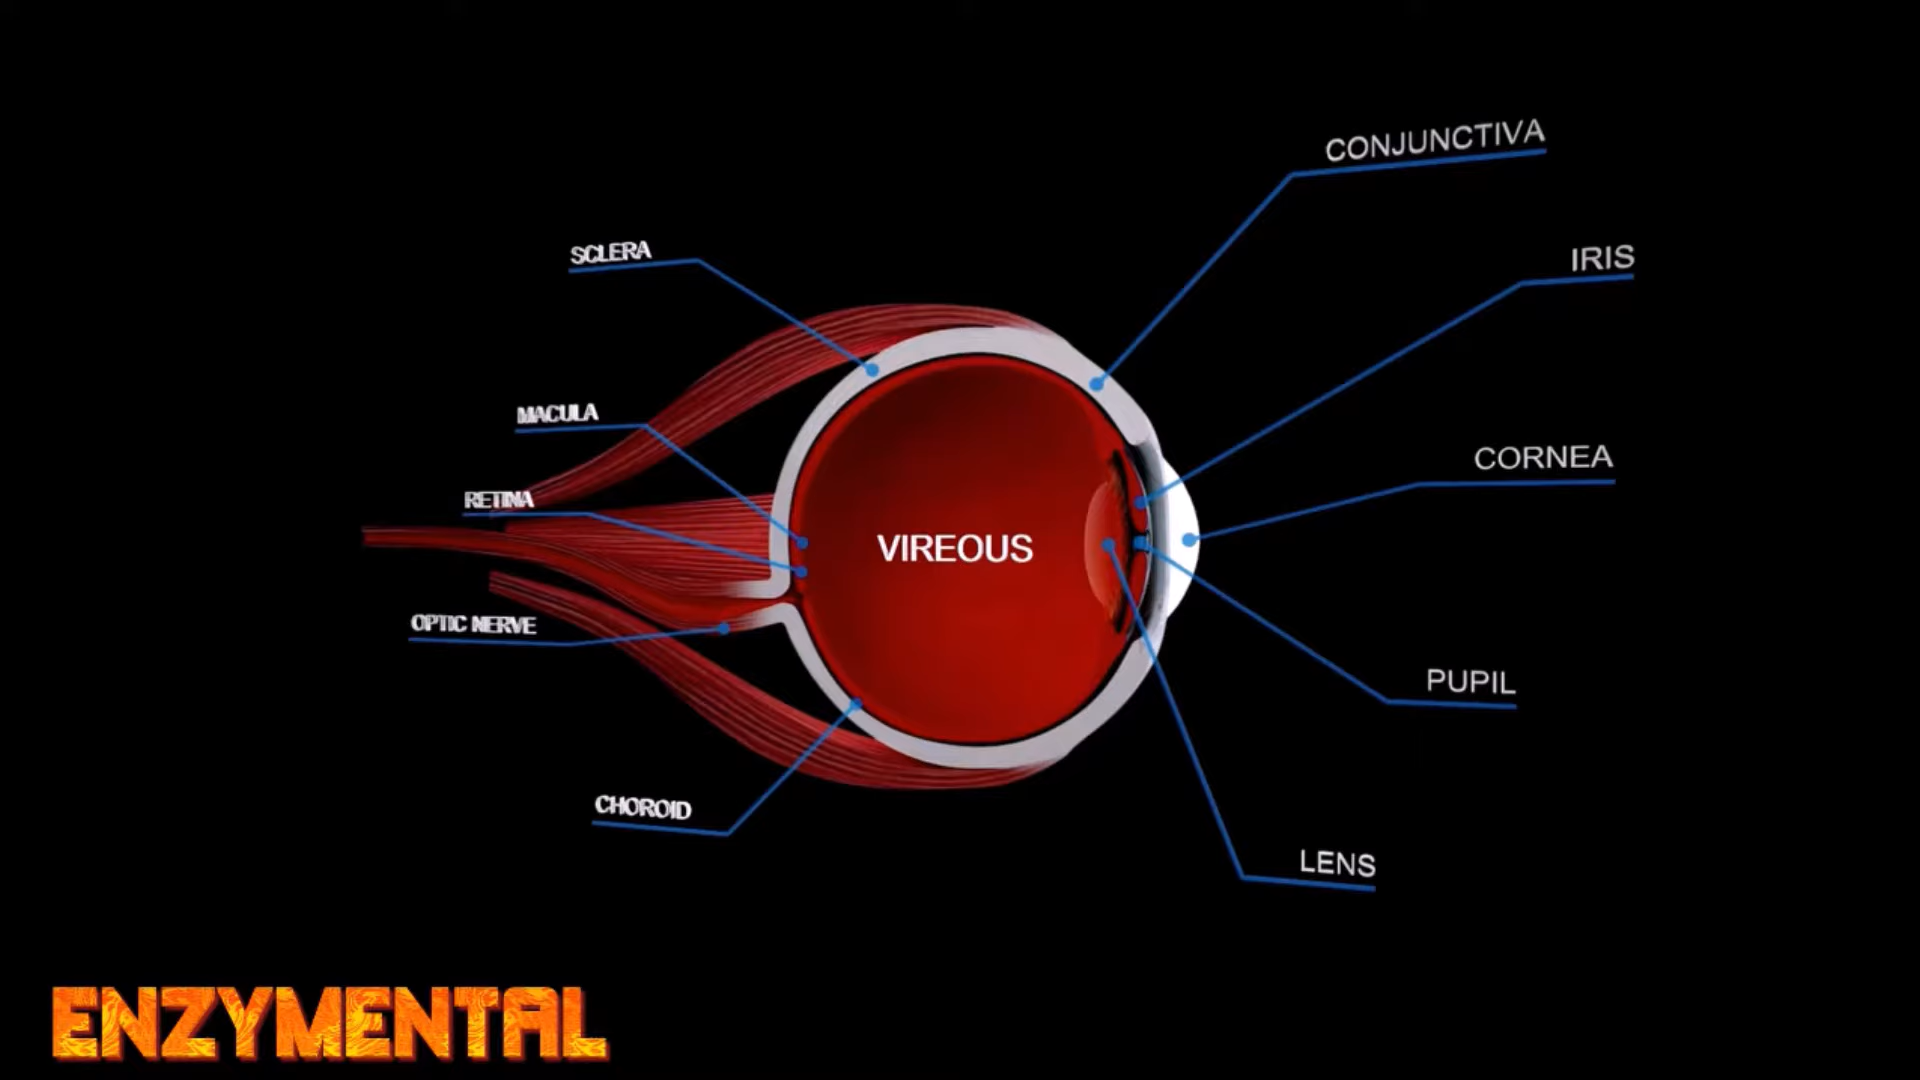 CONJUNCTIVA
SCLERA
IRIS
MACULA
CORNEA
RETINA
VIREOUS
OPTIC NERVE
PUPIL
CHOROID
LENS
ENZYMENTAL